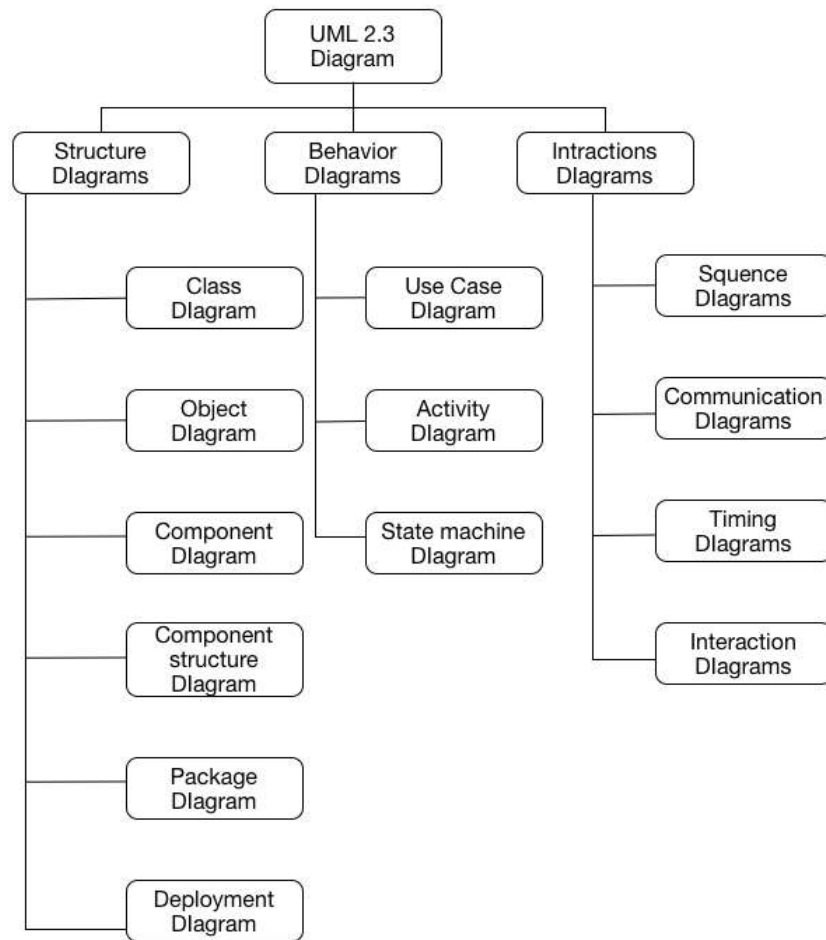 UML 2.3
Diagram
Structure
DIagrams
Behavior
DIagrams
Intractions
DIagrams
Class
DIagram
Object
DIagram
Component
DIagram
Component
structure
DIagram
Package
DIagram
Deployment
DIagram
Use Case
DIagram
Activity
DIagram
State machine
DIagram
Squence
DIagrams
Communication
DIagrams
Timing
DIagrams
Interaction
DIagrams